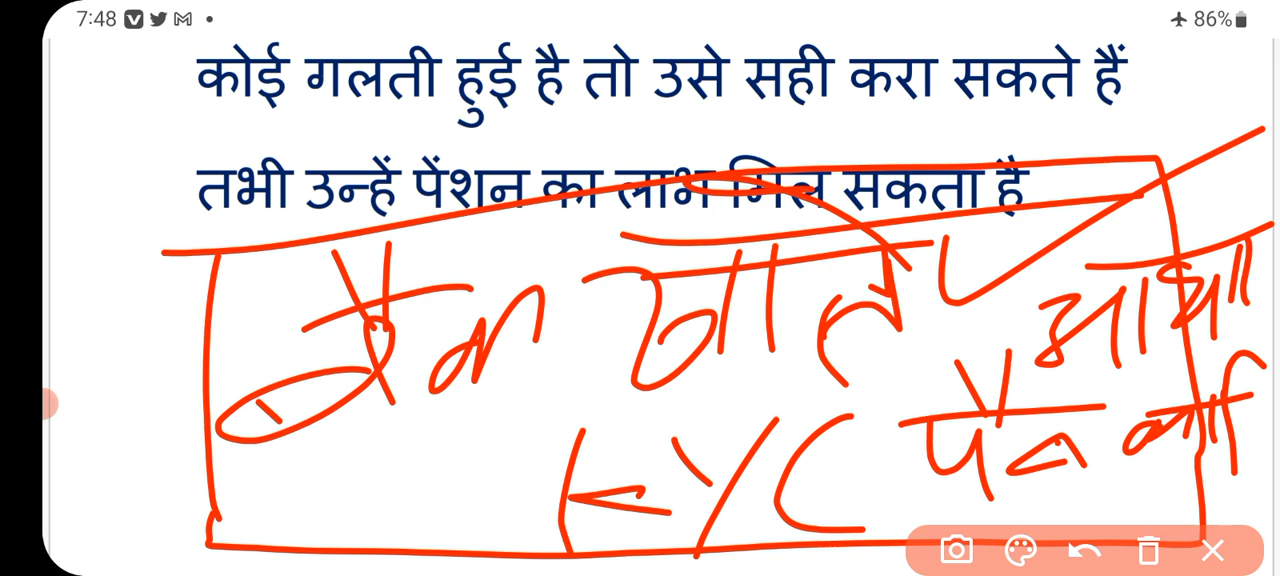 7:48
86%
कोई गलती हुई है तो उसे सही करा सकते हैं
तभी उन्हें पेंशन का लाभ मिल सकता है
बैंक खाते आधा
KYC पैन कार्ड